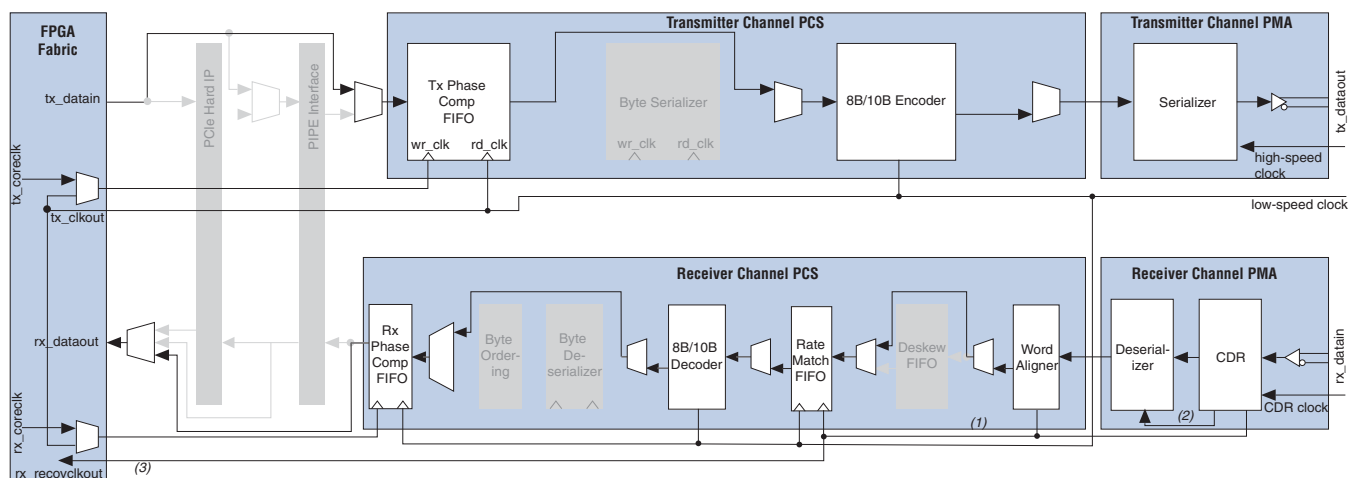 FPGA
Fabric
tx_datain
tx_coreclk
tx_clkout
rx_dataout
rx_coreclk
rx_recovclkout
(3)
PCIe Hard IP
PIPE Interface
Transmitter Channel PCS
Tx Phase
Comp
FIFO
wr_clk
rd_clk
Byte Serializer
wr_clk
rd_clk
8B/10B Encoder
Transmitter Channel PMA
Serializer
high-speed
clock
tx_dataout
low-speed clock
Receiver Channel PCS
Rx
Phase
Comp
FIFO
Byte
Order-
ing
Byte
De-
serializer
8B/10B
Decoder
Rate
Match
FIFO
Deskew
FIFO
Word
Aligner
(1)
Receiver Channel PMA
Deserial-
izer
CDR
(2)
CDR clock
rx_datain